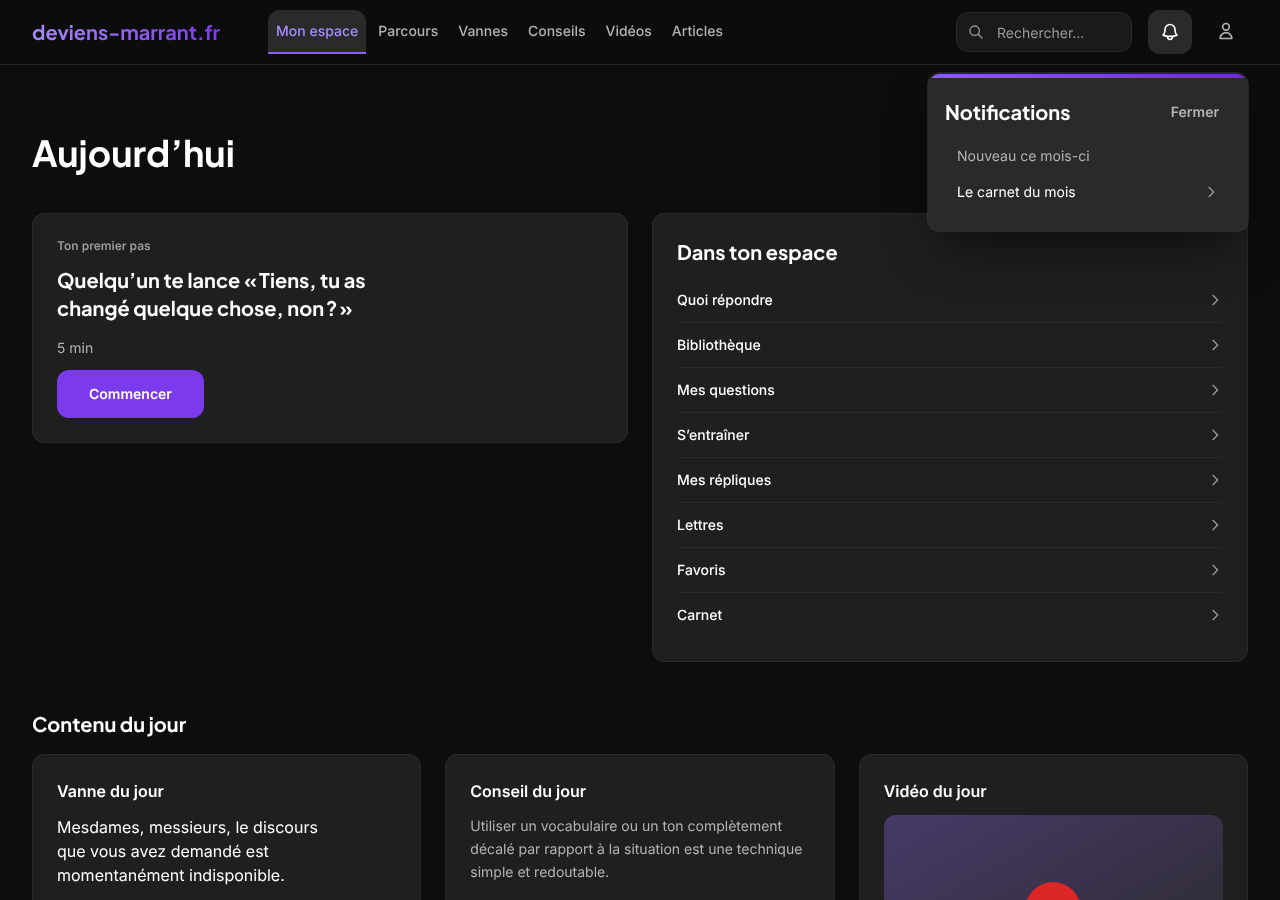 deviens-marrant.fr
Mon espace
Parcours
Vannes
Conseils
Vidéos
Articles
Rechercher...
Notifications
Fermer
Nouveau ce mois-ci
Le carnet du mois
Aujourd’hui
Ton premier pas
Quelqu’un te lance « Tiens, tu as
changé quelque chose, non ? »
5 min
Commencer
Dans ton espace
Quoi répondre
Bibliothèque
Mes questions
S’entraîner
Mes répliques
Lettres
Favoris
Carnet
Contenu du jour
Vanne du jour
Mesdames, messieurs, le discours
que vous avez demandé est
momentanément indisponible.
Conseil du jour
Utiliser un vocabulaire ou un ton complètement
décalé par rapport à la situation est une technique
simple et redoutable.
Vidéo du jour